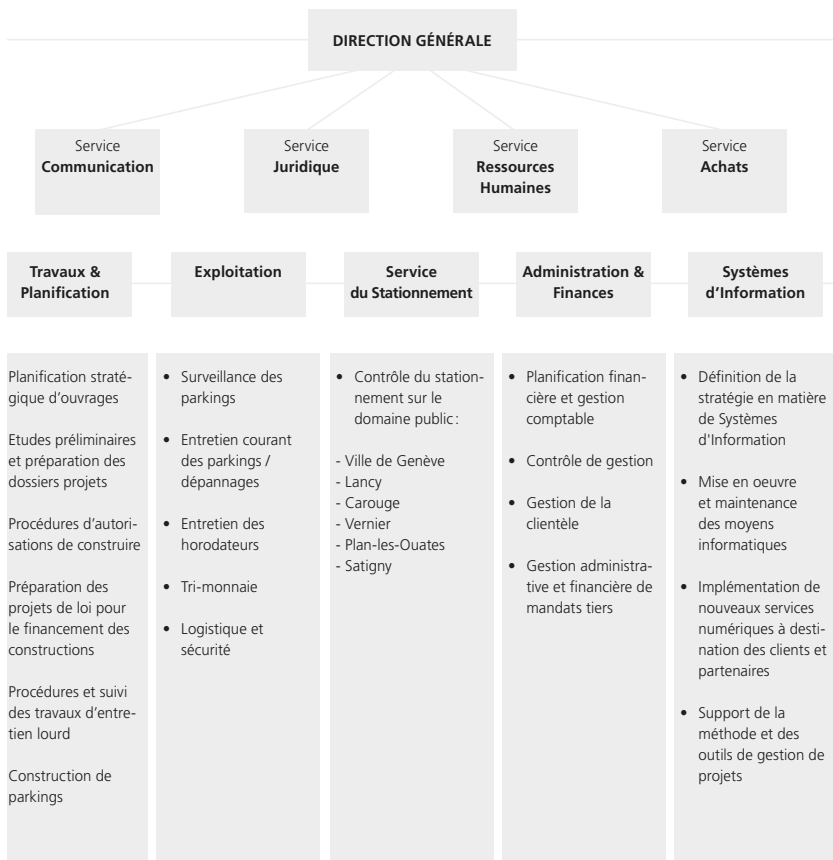 DIRECTION GÉNÉRALE
Service
Communication
Service
Juridique
Service
Ressources
Humaines
Service
Achats
Travaux &
Planification
Exploitation
Service
du Stationnement
Administration &
Finances
Systèmes
d’Information
Planification straté-
gique d’ouvrages
Etudes préliminaires
et préparation des
dossiers projets
Procédures d’autori-
sations de construire
Préparation des
projets de loi pour
le financement des
constructions
Procédures et suivi
des travaux d’entre-
tien lourd
Construction de
parkings
• Surveillance des
parkings
• Entretien courant
des parkings /
dépannages
• Entretien des
horodateurs
• Tri-monnaie
• Logistique et
sécurité
• Contrôle du station-
nement sur le
domaine public :
- Ville de Genève
- Lancy
- Carouge
- Vernier
- Plan-les-Ouates
- Satigny
• Planification finan-
cière et gestion
comptable
• Contrôle de gestion
• Gestion de la
clientèle
• Gestion administra-
tive et financière de
mandats tiers
• Définition de la
stratégie en matière
de Systèmes
d'Information
• Mise en oeuvre
et maintenance
des moyens
informatiques
• Implémentation de
nouveaux services
numériques à desti-
nation des clients et
partenaires
• Support de la
méthode et des
outils de gestion de
projets